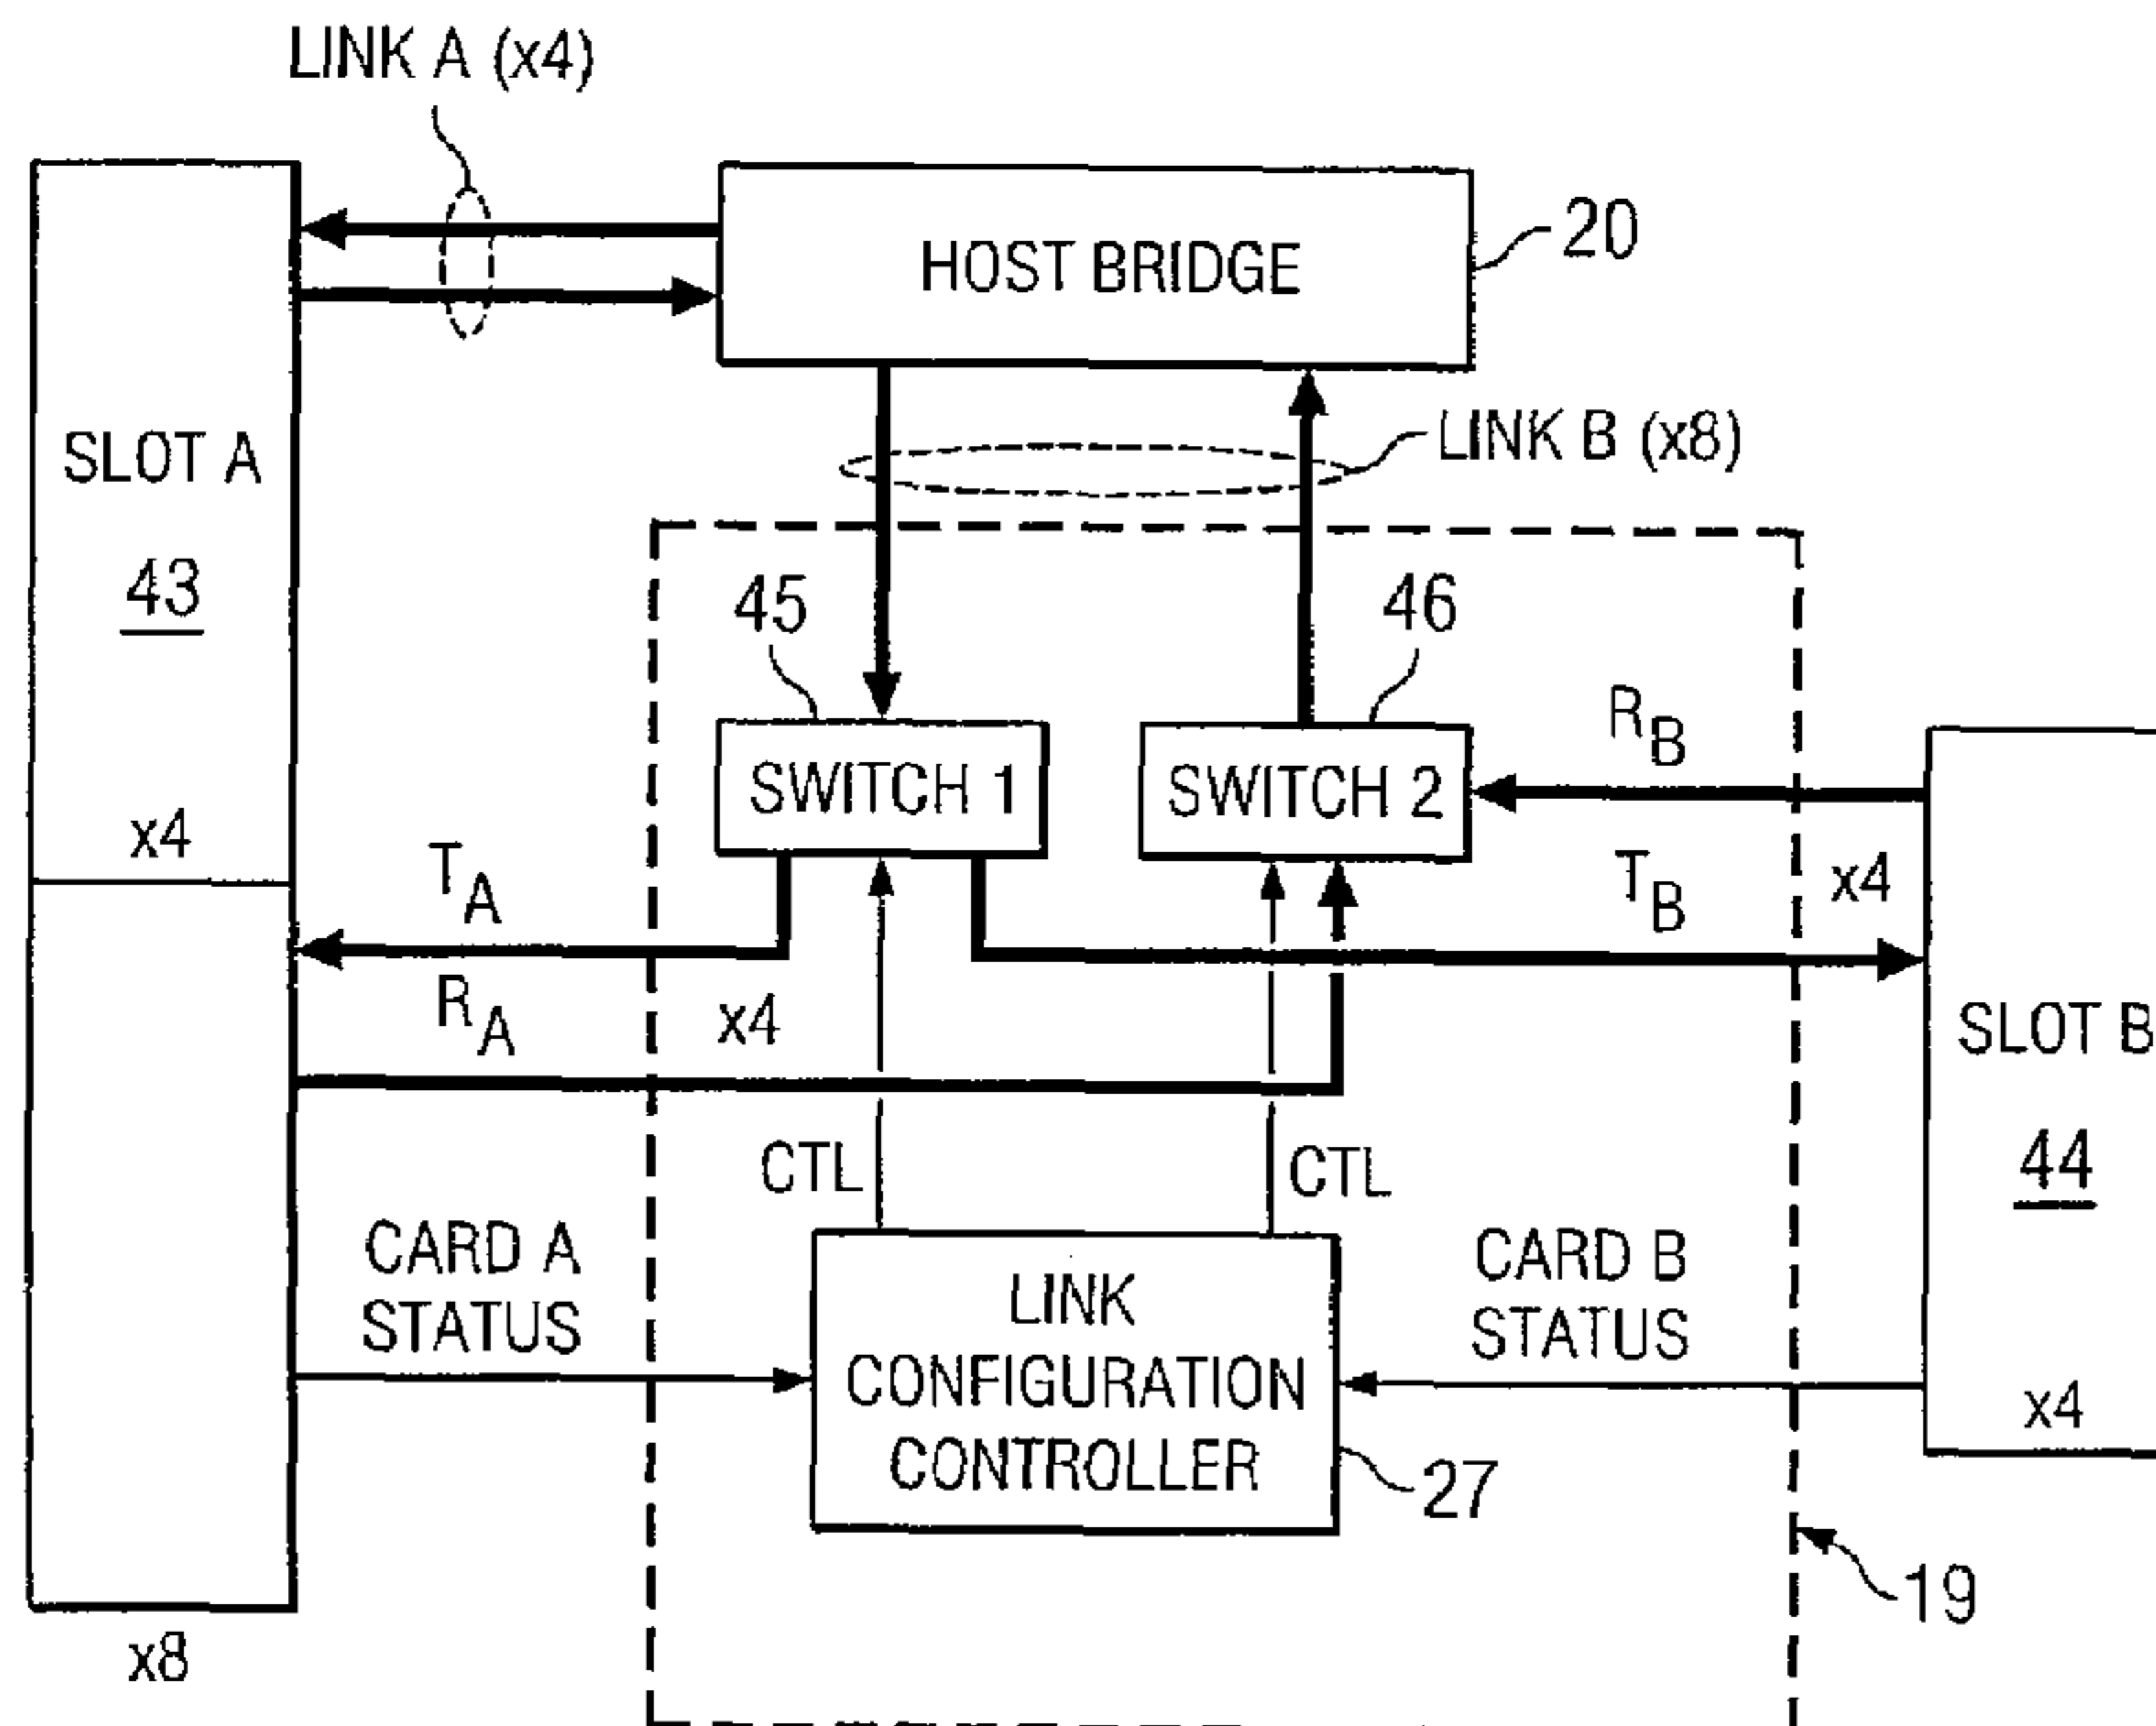 LINK A (x4)
HOST BRIDGE
20
SLOT A
43
LINK B (x8)
45
46
SWITCH 1
SWITCH 2
RB
TB
x4
x4
TA
RA
x4
SLOT B
44
CTL
CTL
CARD A
STATUS
LINK
CONFIGURATION
CONTROLLER
CARD B
STATUS
x4
27
19
x8